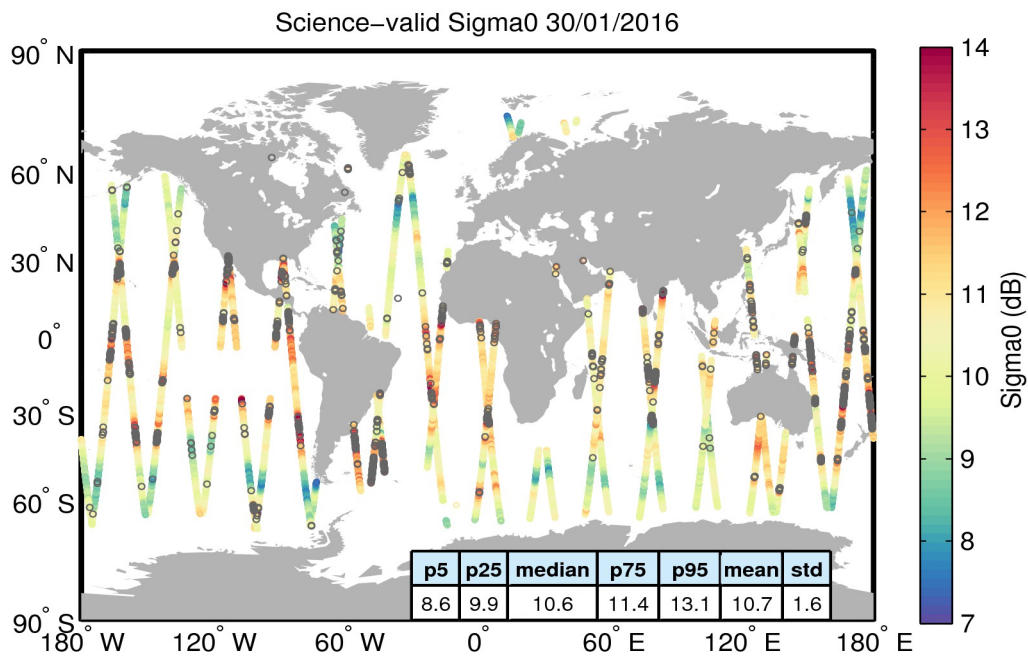 Science−valid Sigma0 30/01/2016
90° N
60° N
30° N
0°
30° S
60° S
90° S
180° W
120° W
60° W
0°
60° E
120° E
180° E
14
13
12
11
10
9
8
7
Sigma0 (dB)
p5 p25 median p75 p95 mean std
8.6 9.9 10.6 11.4 13.1 10.7 1.6